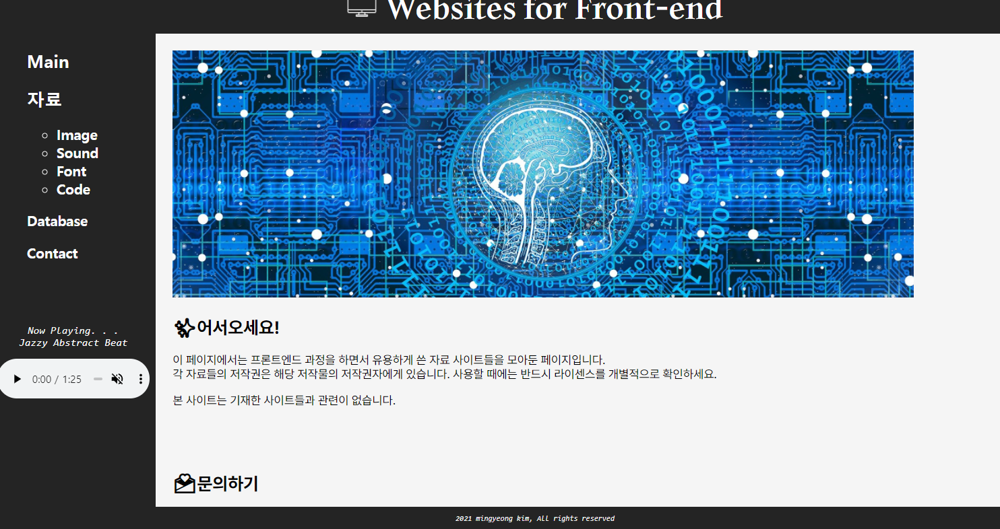 Websites for Front-end
Main
자료
Image
Sound
Font
Code
Database
Contact
Now Playing. . .
Jazzy Abstract Beat
0:00 / 1:25
어서오세요!
이 페이지에서는 프론트엔드 과정을 하면서 유용하게 쓴 자료 사이트들을 모아둔 페이지입니다.
각 자료들의 저작권은 해당 저작물의 저작권자에게 있습니다. 사용할 때에는 반드시 라이센스를 개별적으로 확인하세요.
본 사이트는 기재한 사이트들과 관련이 없습니다.
문의하기
2021 mingyeong kim, All rights reserved